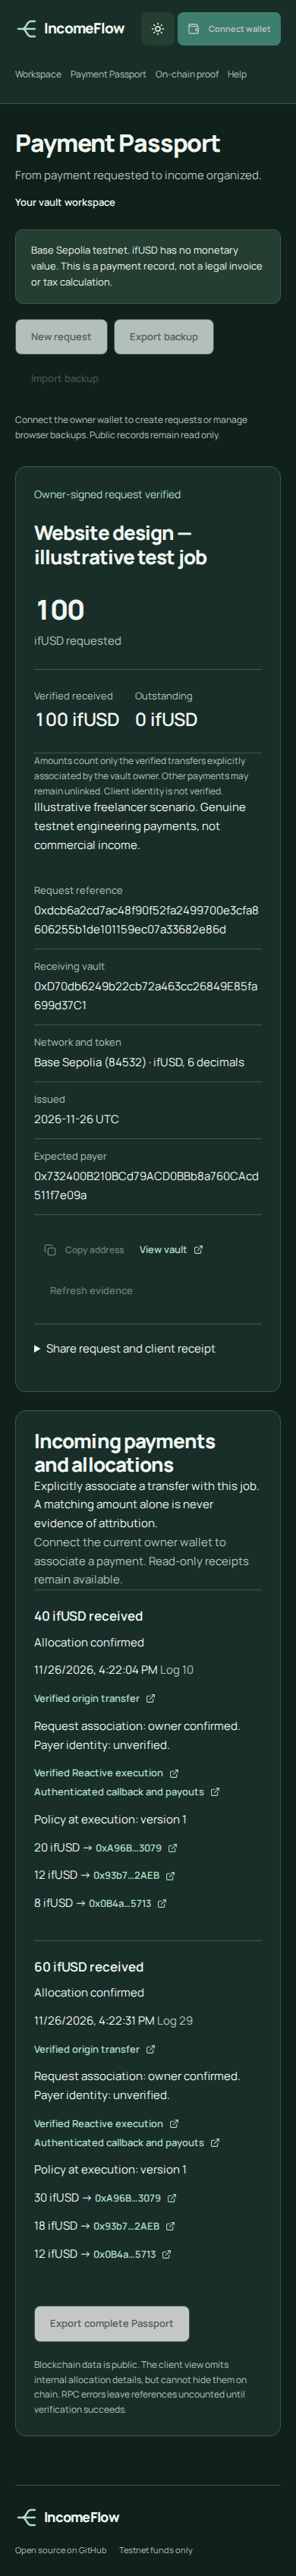 IncomeFlow
Connect wallet
Workspace Payment Passport On-chain proof Help
Payment Passport
From payment requested to income organized.
Your vault workspace
Base Sepolia testnet. ifUSD has no monetary
value. This is a payment record, not a legal invoice
or tax calculation.
New request Export backup
Import backup
Connect the owner wallet to create requests or manage
browser backups. Public records remain read only.
Owner-signed request verified
Website design —
illustrative test job
100
ifUSD requested
Verified received Outstanding
100 ifUSD 0 ifUSD
Amounts count only the verified transfers explicitly
associated by the vault owner. Other payments may
remain unlinked. Client identity is not verified.
Illustrative freelancer scenario. Genuine
testnet engineering payments, not
commercial income.
Request reference
0xdcb6a2cd7ac48f90f52fa2499700e3cfa8
606255b1de101159ec07a33682e86d
Receiving vault
0xD70db6249b22cb72a463cc26849E85fa
699d37C1
Network and token
Base Sepolia (84532) · ifUSD, 6 decimals
Issued
2026-11-26 UTC
Expected payer
0x732400B210BCd79ACD0BBb8a760CAcd
511f7e09a
Copy address View vault
Refresh evidence
Share request and client receipt
Incoming payments
and allocations
Explicitly associate a transfer with this job.
A matching amount alone is never
evidence of attribution.
Connect the current owner wallet to
associate a payment. Read-only receipts
remain available.
40 ifUSD received
Allocation confirmed
11/26/2026, 4:22:04 PM Log 10
Verified origin transfer
Request association: owner confirmed.
Payer identity: unverified.
Verified Reactive execution
Authenticated callback and payouts
Policy at execution: version 1
20 ifUSD → 0xA96B…3079
12 ifUSD → 0x93b7…2AEB
8 ifUSD → 0x0B4a…5713
60 ifUSD received
Allocation confirmed
11/26/2026, 4:22:31 PM Log 29
Verified origin transfer
Request association: owner confirmed.
Payer identity: unverified.
Verified Reactive execution
Authenticated callback and payouts
Policy at execution: version 1
30 ifUSD → 0xA96B…3079
18 ifUSD → 0x93b7…2AEB
12 ifUSD → 0x0B4a…5713
Export complete Passport
Blockchain data is public. The client view omits
internal allocation details, but cannot hide them on
chain. RPC errors leave references uncounted until
verification succeeds.
IncomeFlow
Open source on GitHub Testnet funds only